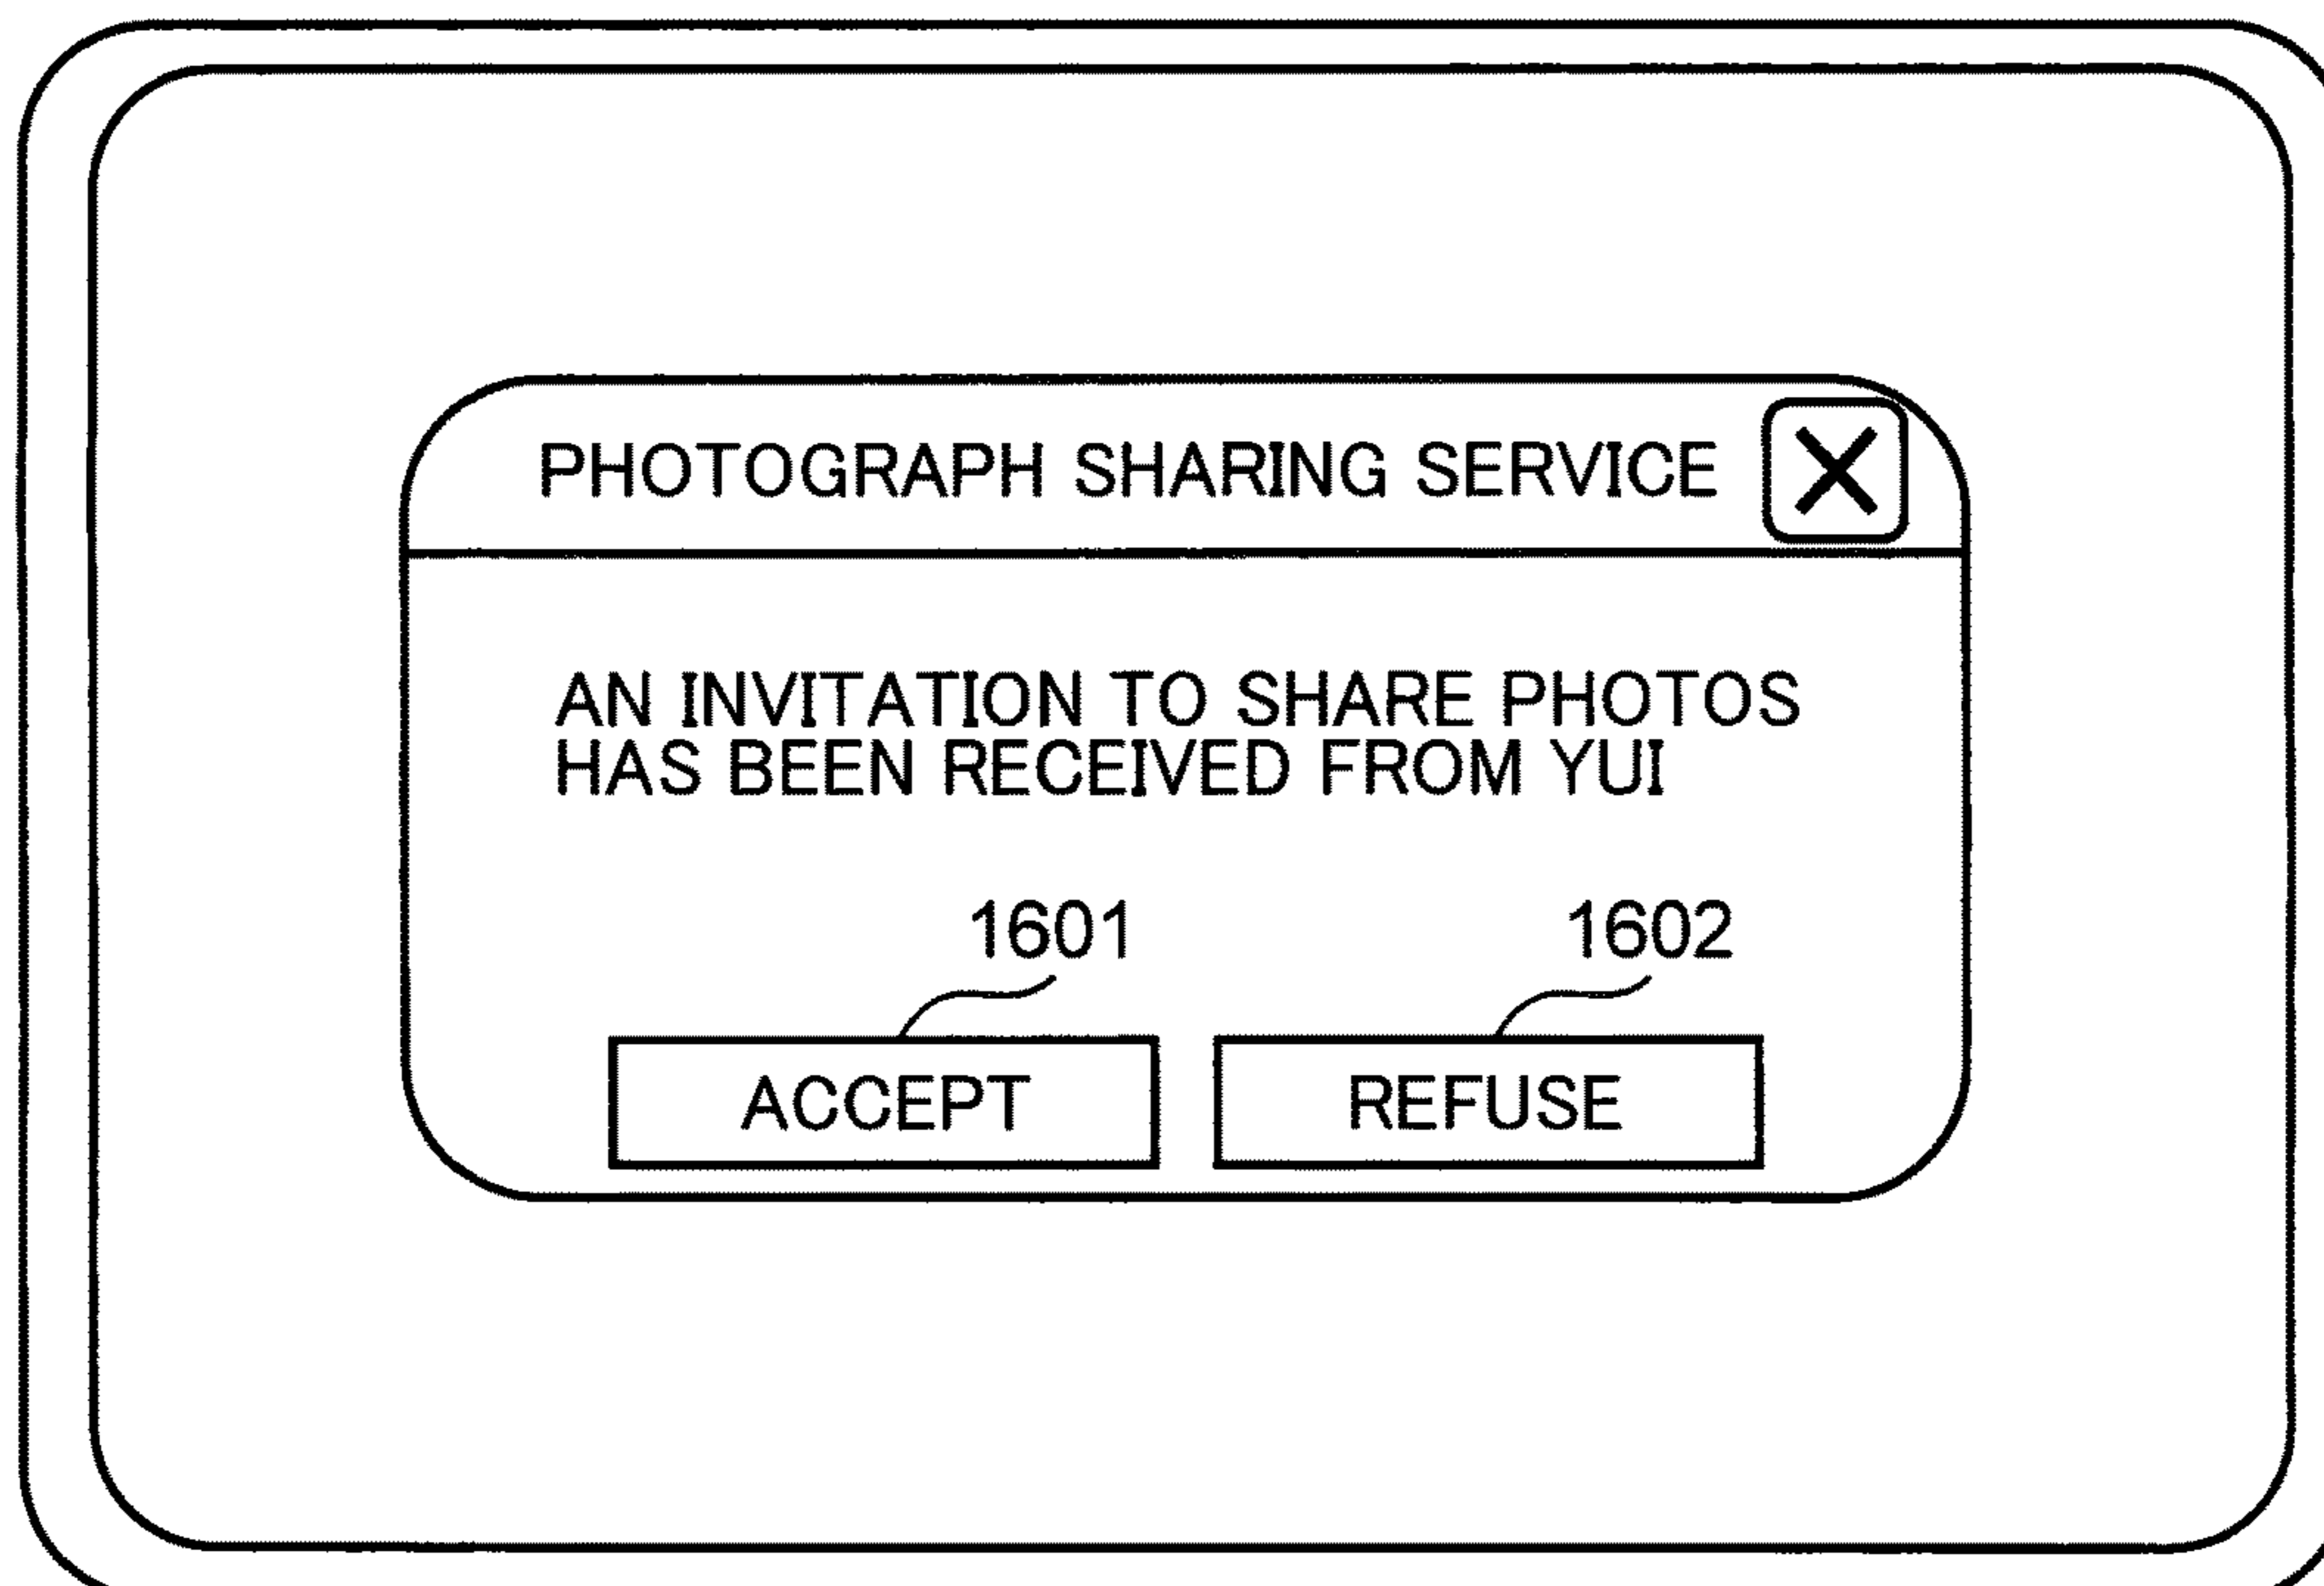 PHOTOGRAPH SHARING SERVICE
AN INVITATION TO SHARE PHOTOS
HAS BEEN RECEIVED FROM YUI
1601 1602
ACCEPT REFUSE